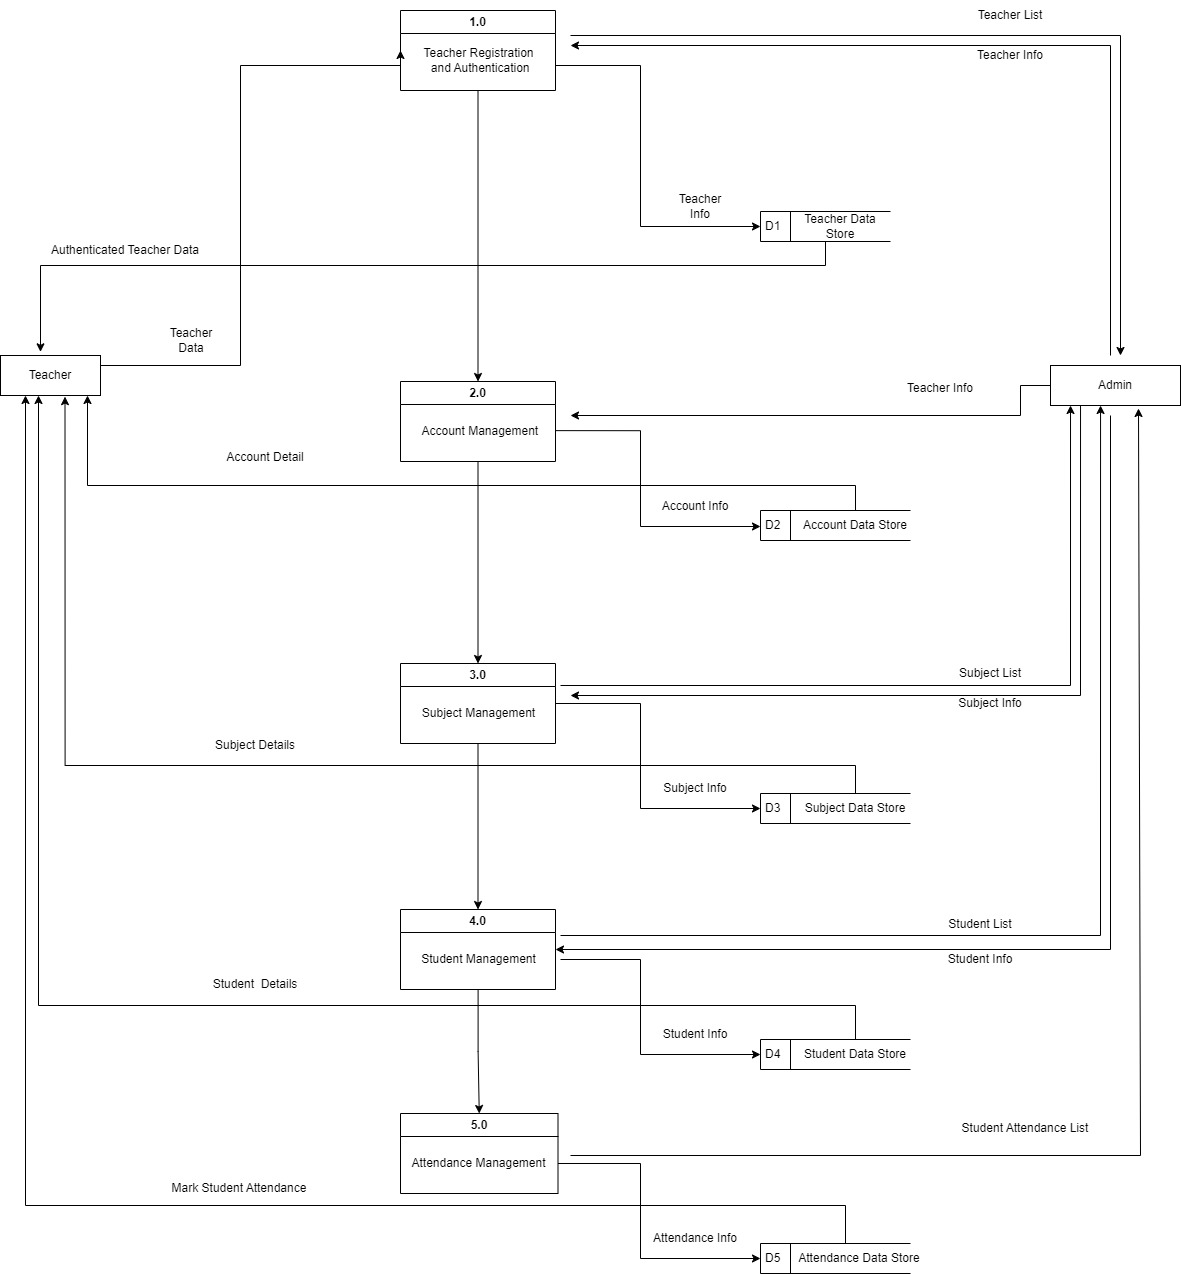 1.0
Teacher List
Teacher Registration
and Authentication
Teacher Info
Teacher
Info
D1
Teacher Data
Store
Authenticated Teacher Data
Teacher
Data
Teacher
Admin
2.0
Teacher Info
Account Management
Account Detail
Account Info
D2
Account Data Store
3.0
Subject List
Subject Info
Subject Management
Subject Details
Subject Info
D3
Subject Data Store
4.0
Student List
Student Management
Student Info
Student  Details
Student Info
D4
Student Data Store
5.0
Student Attendance List
Attendance Management
Mark Student Attendance
Attendance Info
D5
Attendance Data Store